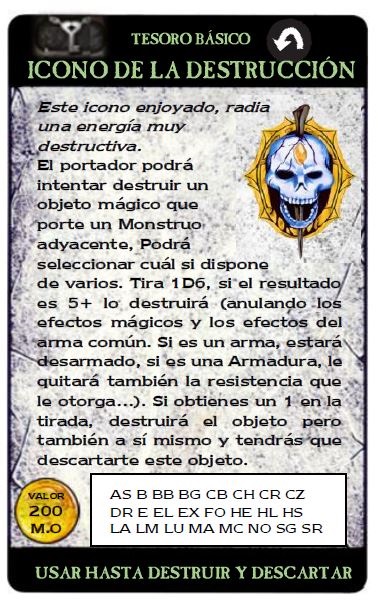 TESORO BÁSICO
ICONO DE LA DESTRUCCIÓN
Este icono enjoyado, radia
una energía muy
destructiva.
El portador podrá
intentar destruir un
objeto mágico que
porte un Monstruo
adyacente, Podrá
seleccionar cuál si dispone
de varios. Tira 1D6, si el resultado
es 5+ lo destruirá (anulando los
efectos mágicos y los efectos del
arma común. Si es un arma, estará
desarmado, si es una Armadura, le
quitará también la resistencia que
le otorga...). Si obtienes un 1 en la
tirada, destruirá el objeto pero
también a sí mismo y tendrás que
descartarte este objeto.
VALOR
200
M.O
AS B BB BG CB CH CR CZ
DR E EL EX FO HE HL HS
LA LM LU MA MC NO SG SR
USAR HASTA DESTRUIR Y DESCARTAR